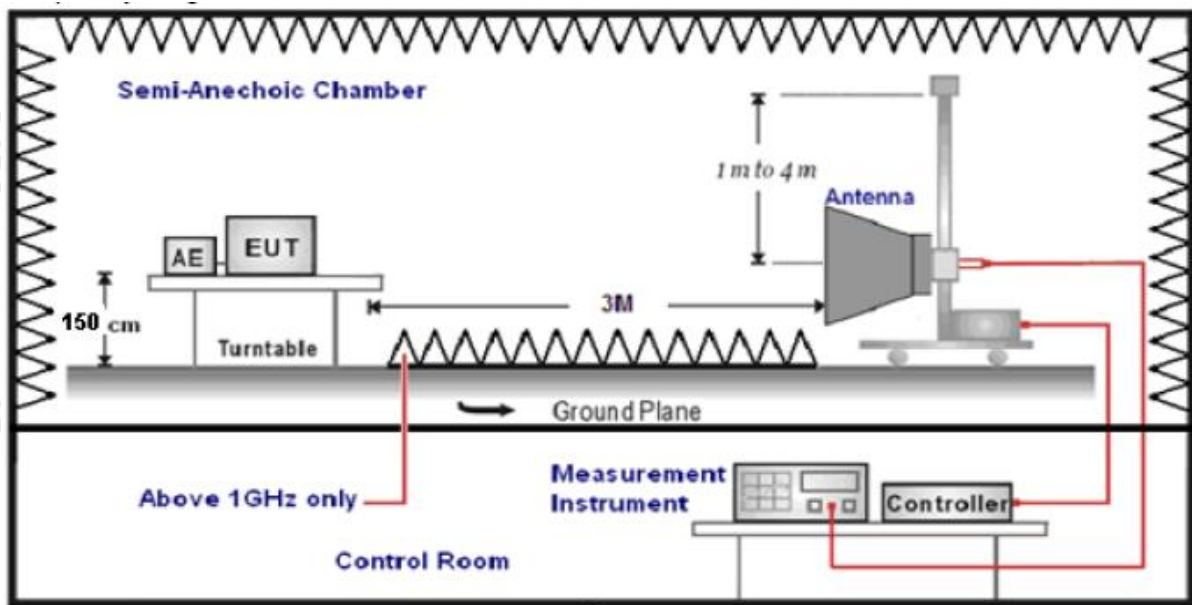 Semi-Anechoic Chamber
1 m to 4 m
Antenna
AE
EUT
3M
150 cm
Turntable
Ground Plane
Above 1GHz only
Measurement
Instrument
Controller
Control Room